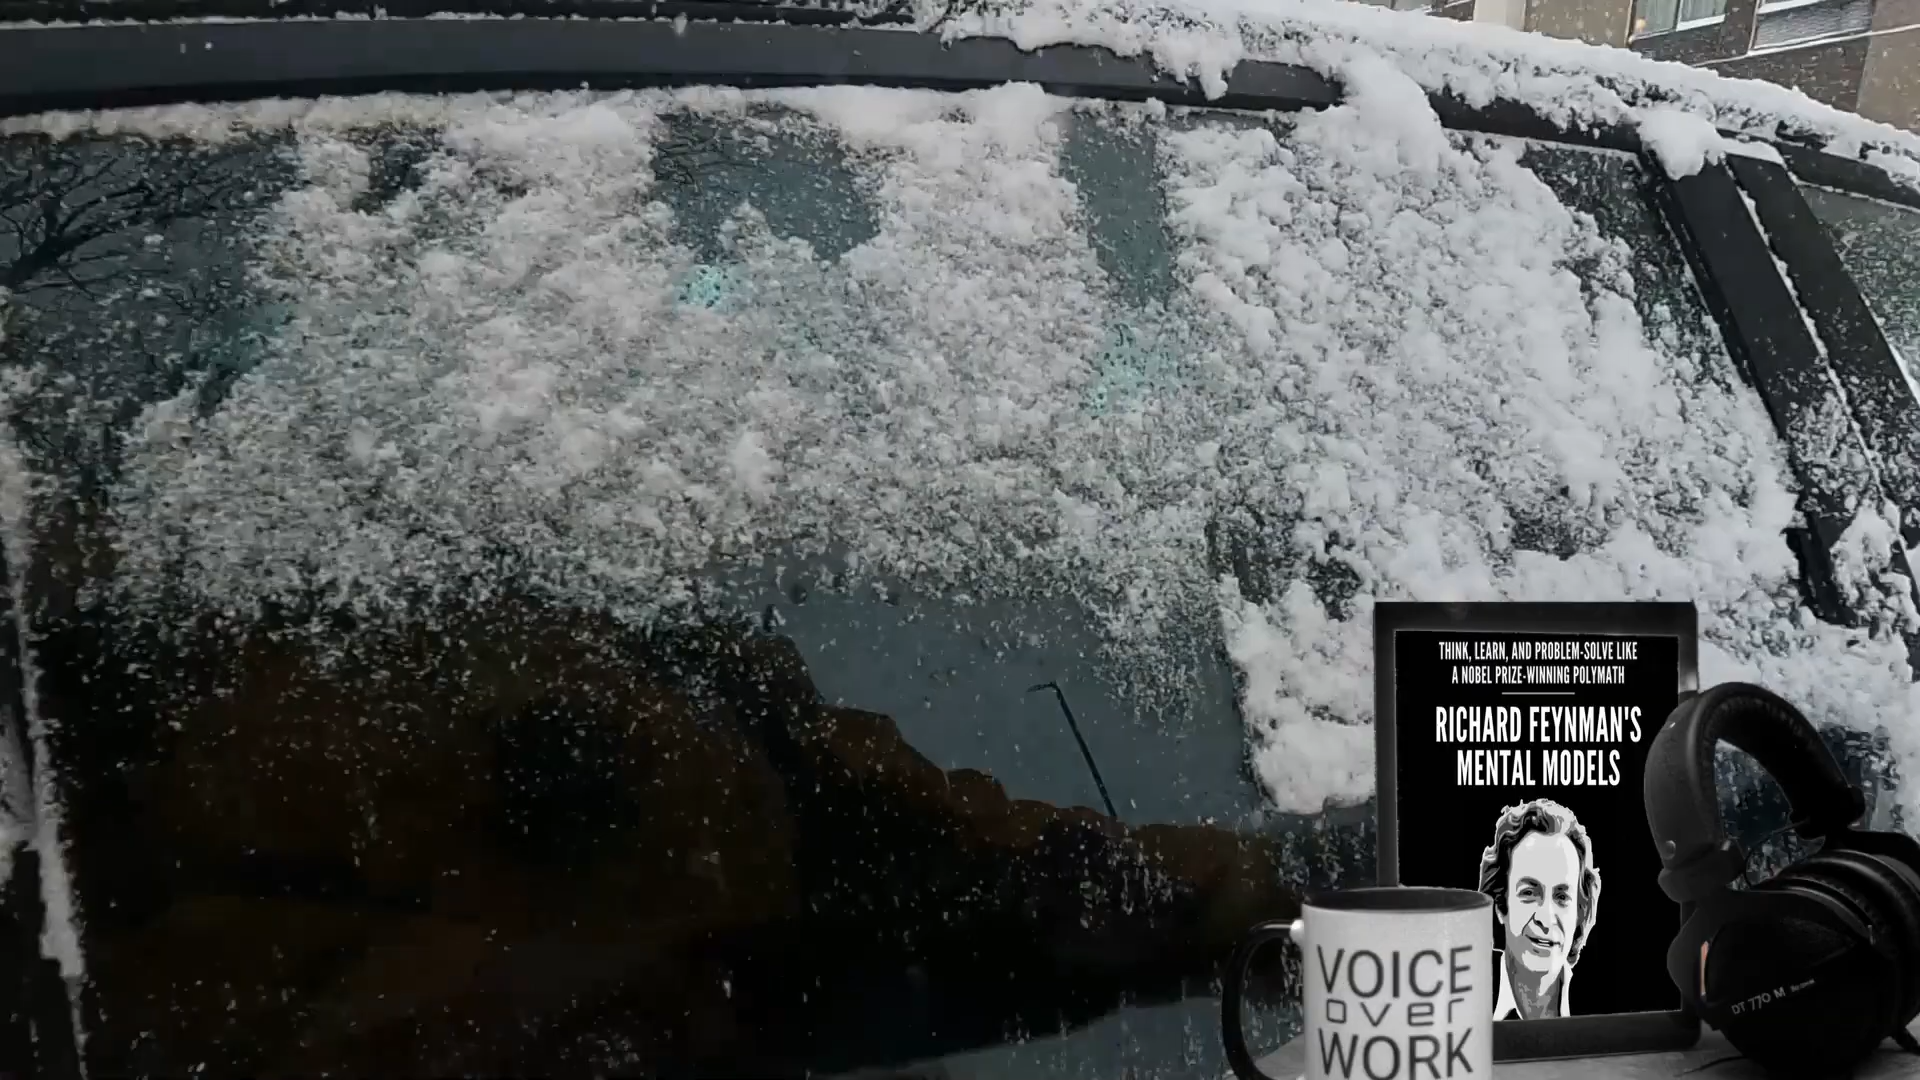 THINK, LEARN, AND PROBLEM-SOLVE LIKE
A NOBEL PRIZE-WINNING POLYMATH
RICHARD FEYNMAN'S
MENTAL MODELS
VOICE
over
WORK
DT 770 M